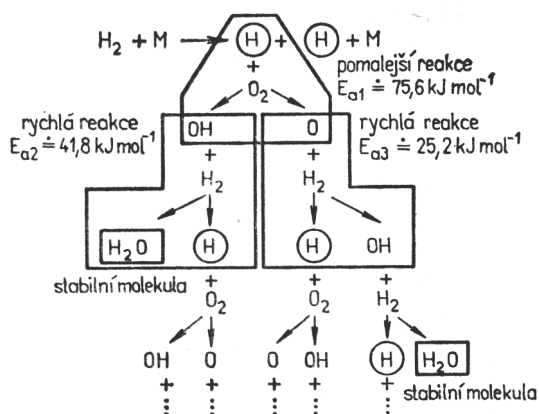 H₂ + M → H + H + M
+
O₂
pomalejší reakce
Eₐ₁ ≐ 75,6 kJ mol⁻¹
rychlá reakce
Eₐ₂ ≐ 41,8 kJ mol⁻¹
OH O
rychlá reakce
Eₐ₃ ≐ 25,2 kJ mol⁻¹
+ +
H₂ H₂
H₂O H H OH
stabilní molekula
+ + +
O₂ O₂ H₂
OH O O OH H H₂O
+ + + + +
stabilní molekula